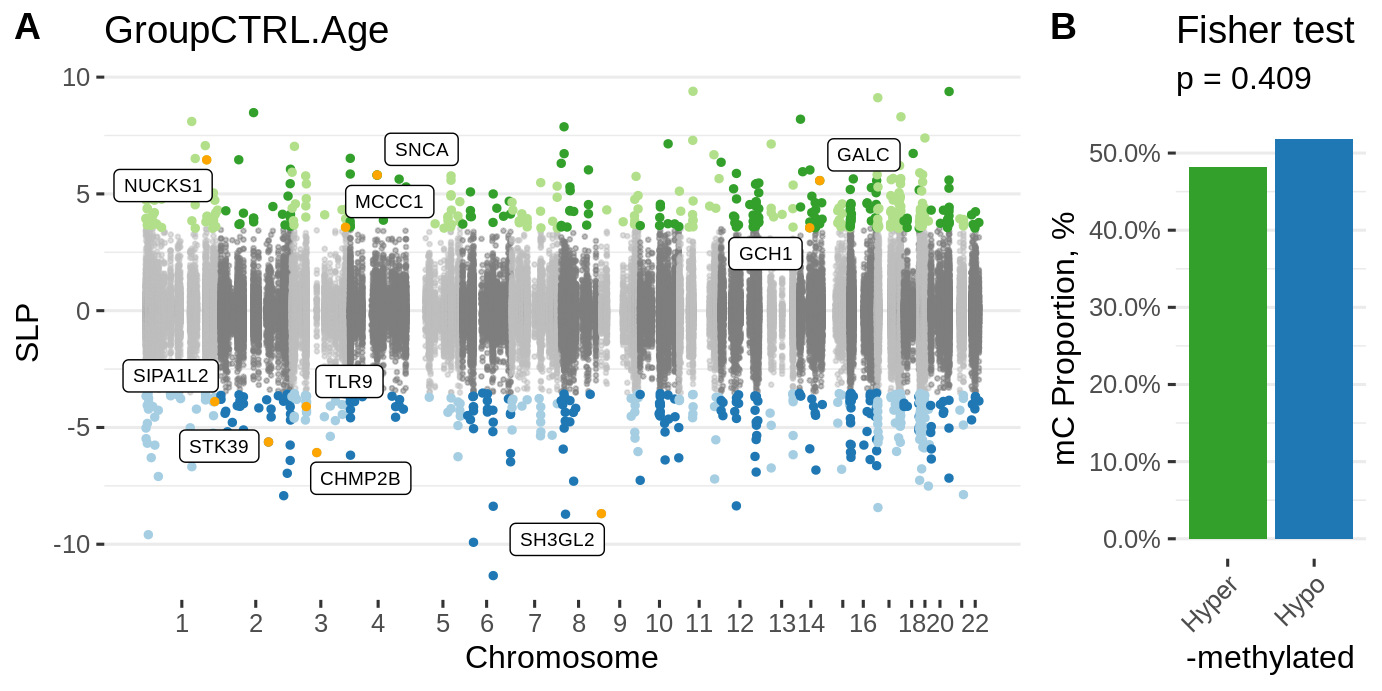 A
GroupCTRL.Age
SLP
10
5
0
-5
-10
NUCKS1
SNCA
MCCC1
GALC
GCH1
SIPA1L2
TLR9
STK39
CHMP2B
SH3GL2
1 2 3 4 5 6 7 8 9 10 11 12 13 14 16 18 20 22
Chromosome
B
Fisher test
p = 0.409
mC Proportion, %
50.0%
40.0%
30.0%
20.0%
10.0%
0.0%
Hyper
Hypo
-methylated